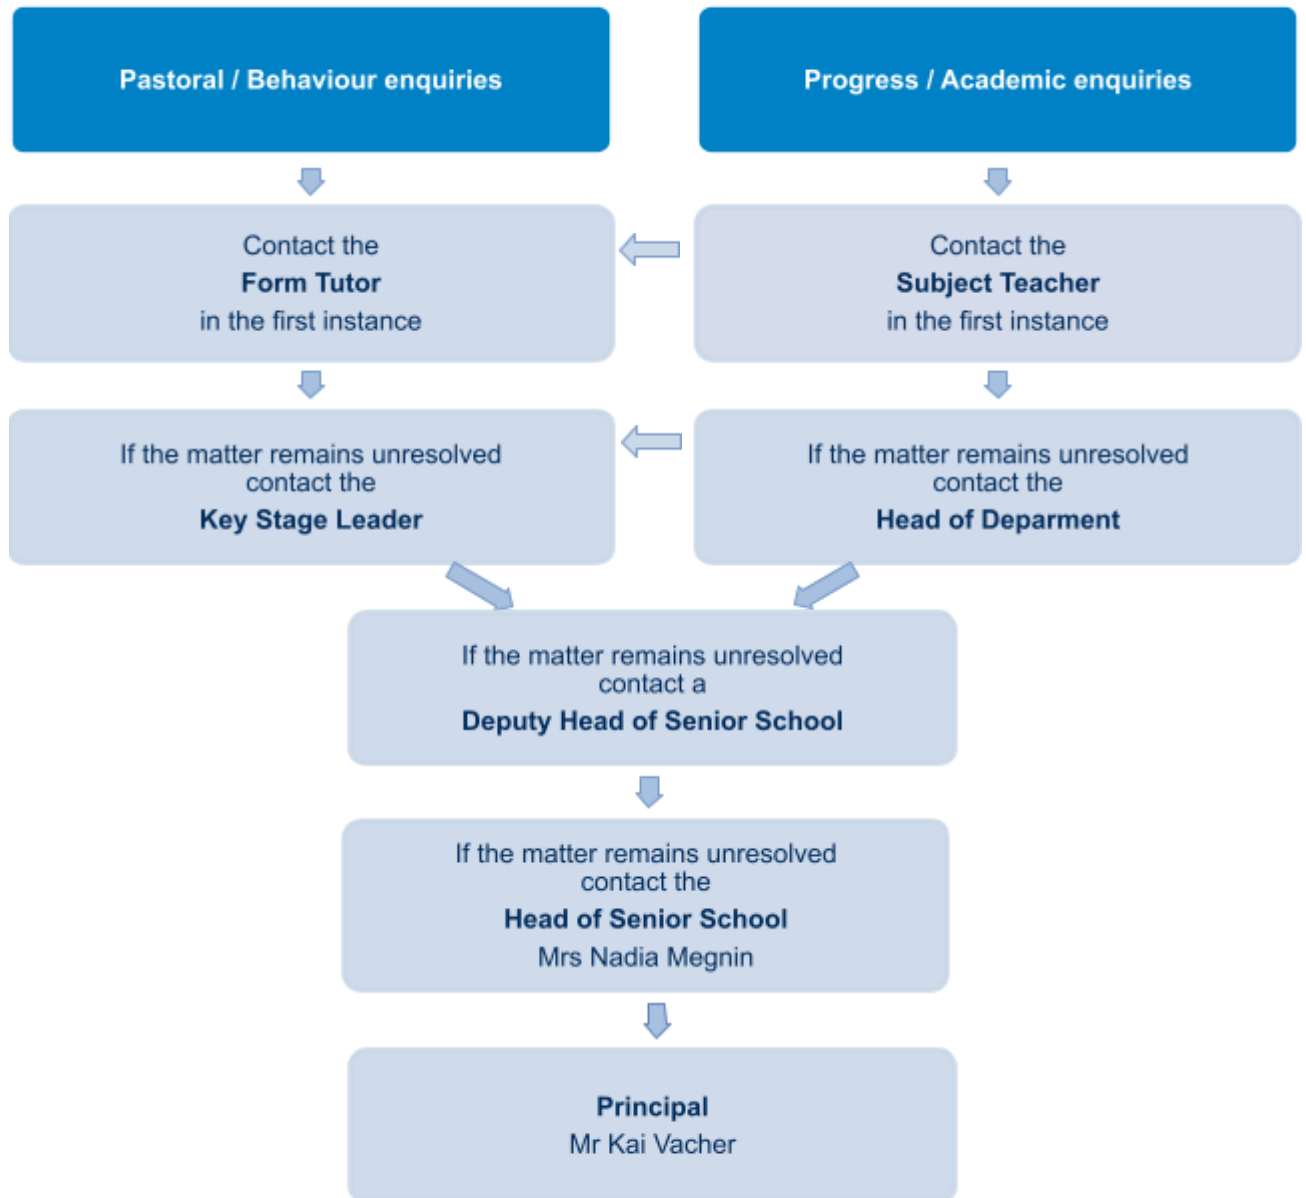 Pastoral / Behaviour enquiries
Progress / Academic enquiries
Contact the
Form Tutor
in the first instance
Contact the
Subject Teacher
in the first instance
If the matter remains unresolved
contact the
Key Stage Leader
If the matter remains unresolved
contact the
Head of Deparment
If the matter remains unresolved
contact a
Deputy Head of Senior School
If the matter remains unresolved
contact the
Head of Senior School
Mrs Nadia Megnin
Principal
Mr Kai Vacher